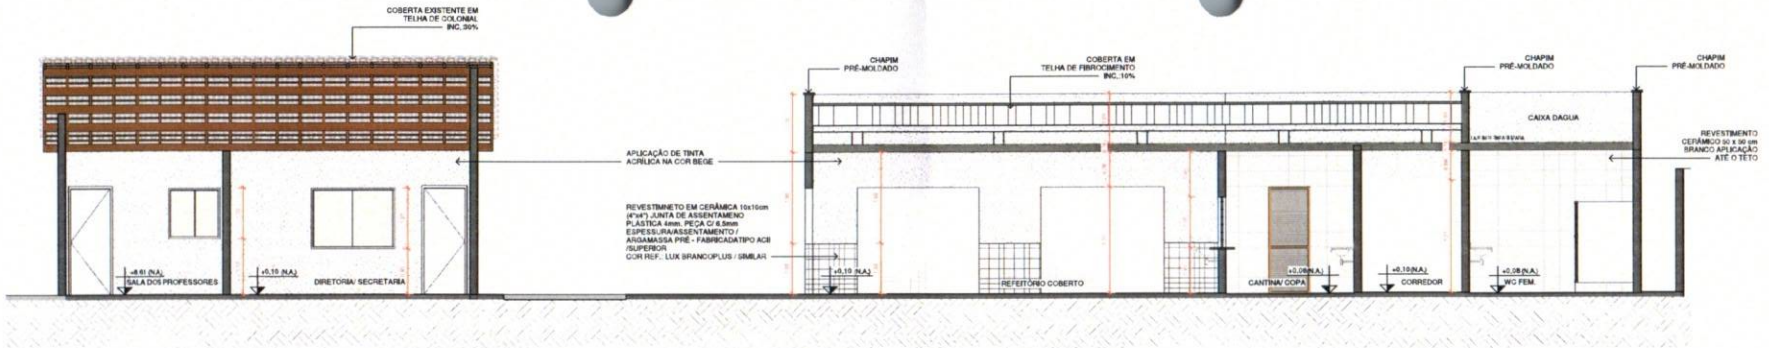 COBERTA EXISTENTE EM
TELHA DE COLONIAL
INC. 30%
CHAPIM
PRÉ-MOLDADO
COBERTA EM
TELHA DE FIBROCIMENTO
INC. 10%
CHAPIM
PRÉ-MOLDADO
CHAPIM
PRÉ-MOLDADO
CAIXA DAGUA
REVESTIMENTO
CERÂMICO 50 x 50 cm
BRANCO APLICAÇÃO
ATÉ O TETO
APLICAÇÃO DE TINTA
ACRÍLICA NA COR BEGE
REVESTIMNETO EM CERÂMICA 10x10cm
(4"x4") JUNTA DE ASSENTAMENO
PLÁSTICA 4mm, PEÇA C/ 6,5mm
ESPESSURA/ASSENTAMENTO /
ARGAMASSA PRÉ - FABRICADATIPO ACII
/SUPERIOR
COR REF.: LUX BRANCOPLUS / SIMILAR
SALA DOS PROFESSORES
+0,10 (N.A.)
DIRETORIA/ SECRETARIA
+0,10 (N.A.)
REFEITÓRIO COBERTO
+0,08 (N.A.)
CANTINA/ COPA
+0,10 (N.A.)
CORREDOR
+0,08 (N.A.)
WC FEM.